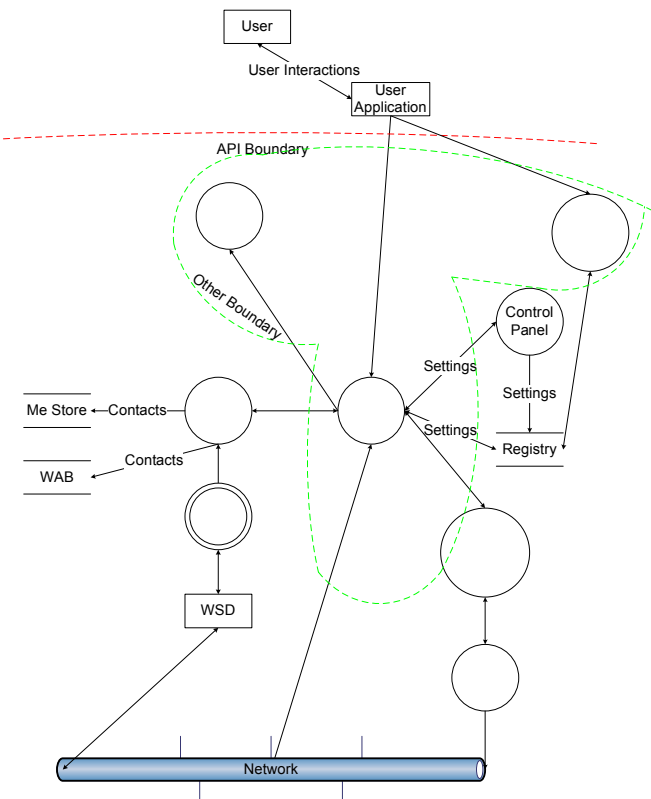 User
User Interactions
User
Application
API Boundary
Other Boundary
Control
Panel
Settings
Settings
Me Store
Contacts
Settings
Registry
Contacts
WAB
WSD
Network